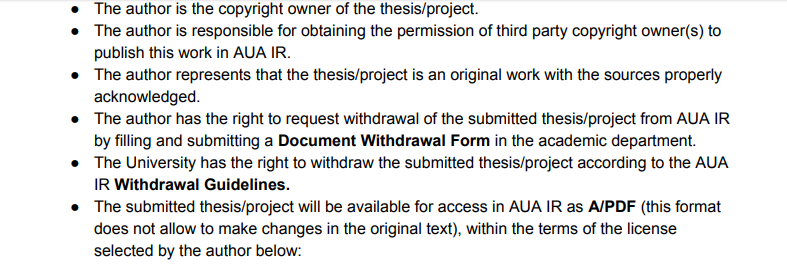 ● The author is the copyright owner of the thesis/project.
● The author is responsible for obtaining the permission of third party copyright owner(s) to
publish this work in AUA IR.
● The author represents that the thesis/project is an original work with the sources properly
acknowledged.
● The author has the right to request withdrawal of the submitted thesis/project from AUA IR
by filling and submitting a Document Withdrawal Form in the academic department.
● The University has the right to withdraw the submitted thesis/project according to the AUA
IR Withdrawal Guidelines.
● The submitted thesis/project will be available for access in AUA IR as A/PDF (this format
does not allow to make changes in the original text), within the terms of the license
selected by the author below: